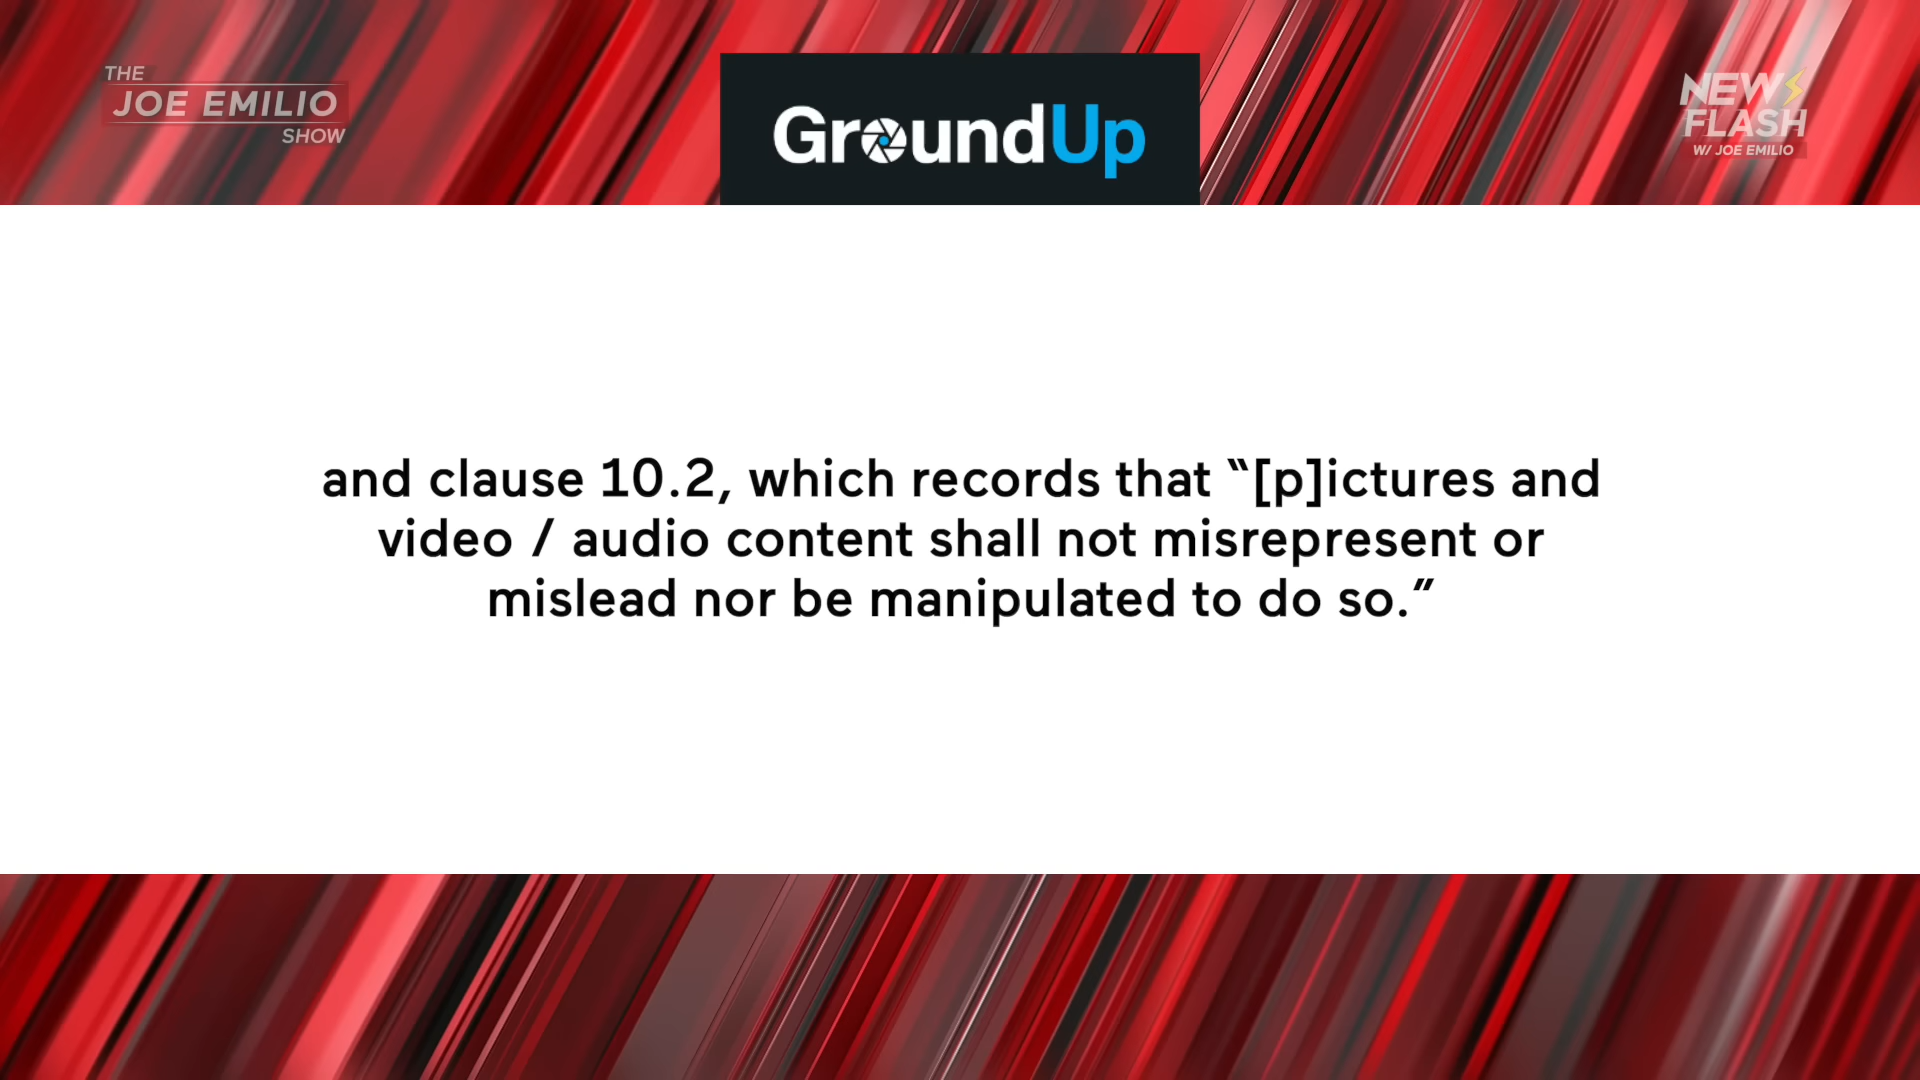 THE
JOE EMILIO
SHOW
GroundUp
NEWS
FLASH
W/ JOE EMILIO
and clause 10.2, which records that “[p]ictures and
video / audio content shall not misrepresent or
mislead nor be manipulated to do so.”